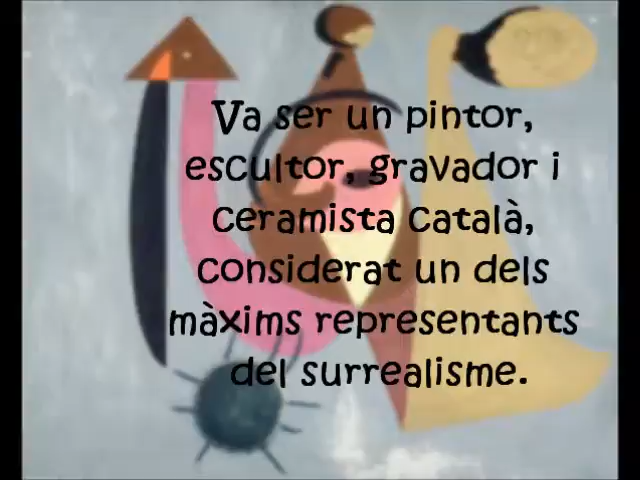 Va ser un pintor,
escultor, gravador i
ceramista català,
considerat un dels
màxims representants
del surrealisme.